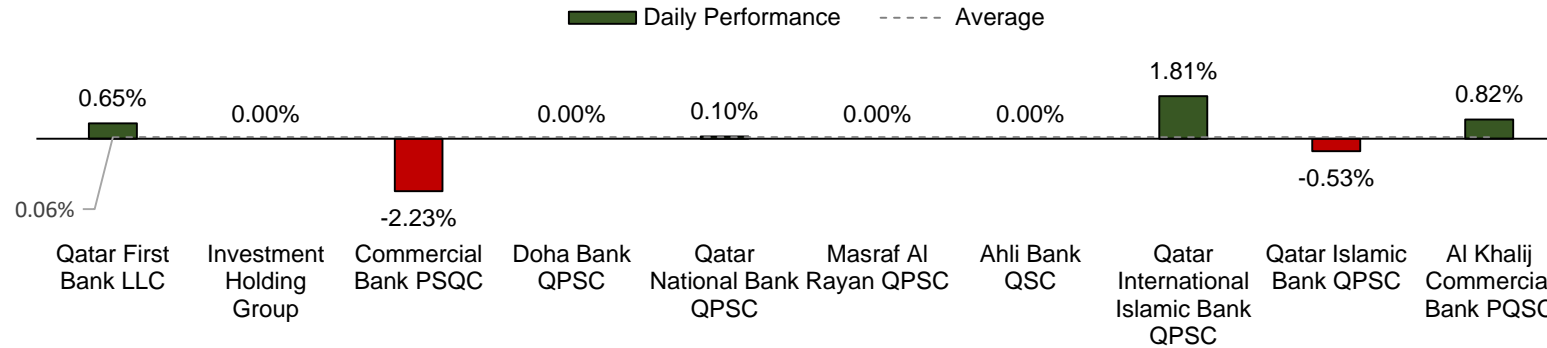 Daily Performance Average
0.65%
0.00%
-2.23%
0.00%
0.10%
0.00%
0.00%
1.81%
-0.53%
0.82%
0.06%
Qatar First
Bank LLC
Investment
Holding
Group
Commercial
Bank PSQC
Doha Bank
QPSC
Qatar
National Bank
QPSC
Masraf Al
Rayan QPSC
Ahli Bank
QSC
Qatar
International
Islamic Bank
QPSC
Qatar Islamic
Bank QPSC
Al Khalij
Commercial
Bank PQSC